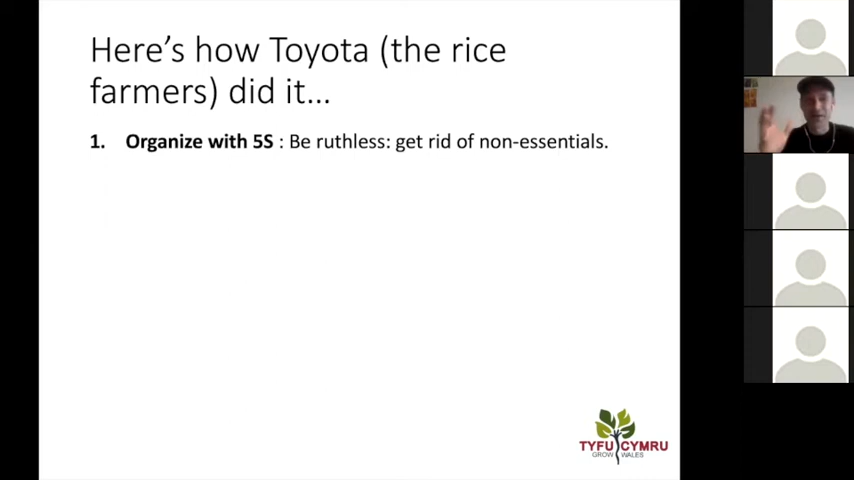 Here's how Toyota (the rice
farmers) did it…
1. Organize with 5S : Be ruthless: get rid of non-essentials.
TYFU CYMRU
GROW WALES